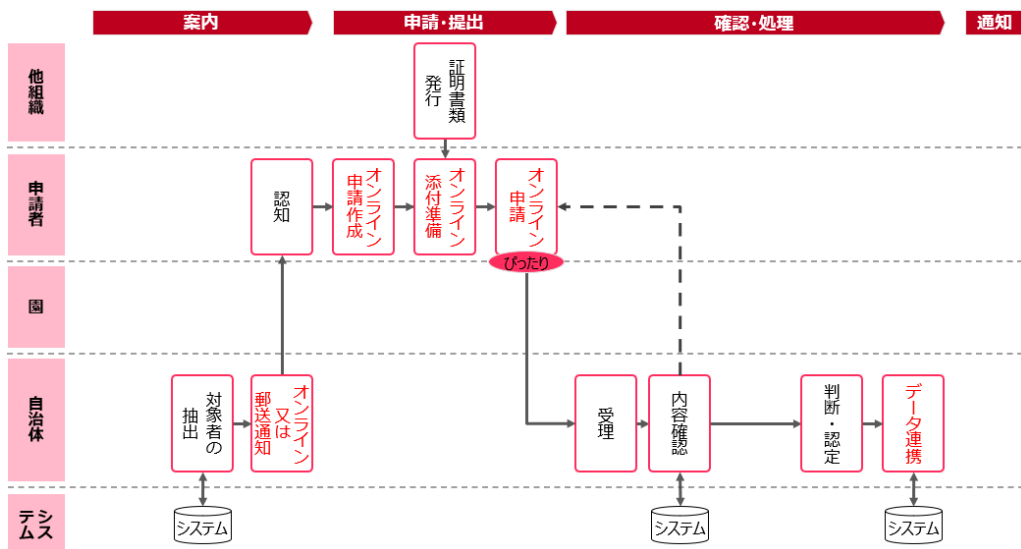 案内
申請・提出
確認・処理
通知
他組織
証明書類
発行
申請者
認知
オンライン
申請作成
オンライン
添付準備
オンライン
申請
ぴったり
園
自治体
対象者の
抽出
オンライン
又は
郵送通知
受理
内容確認
判断・認定
データ連携
シス
テム
システム
システム
システム